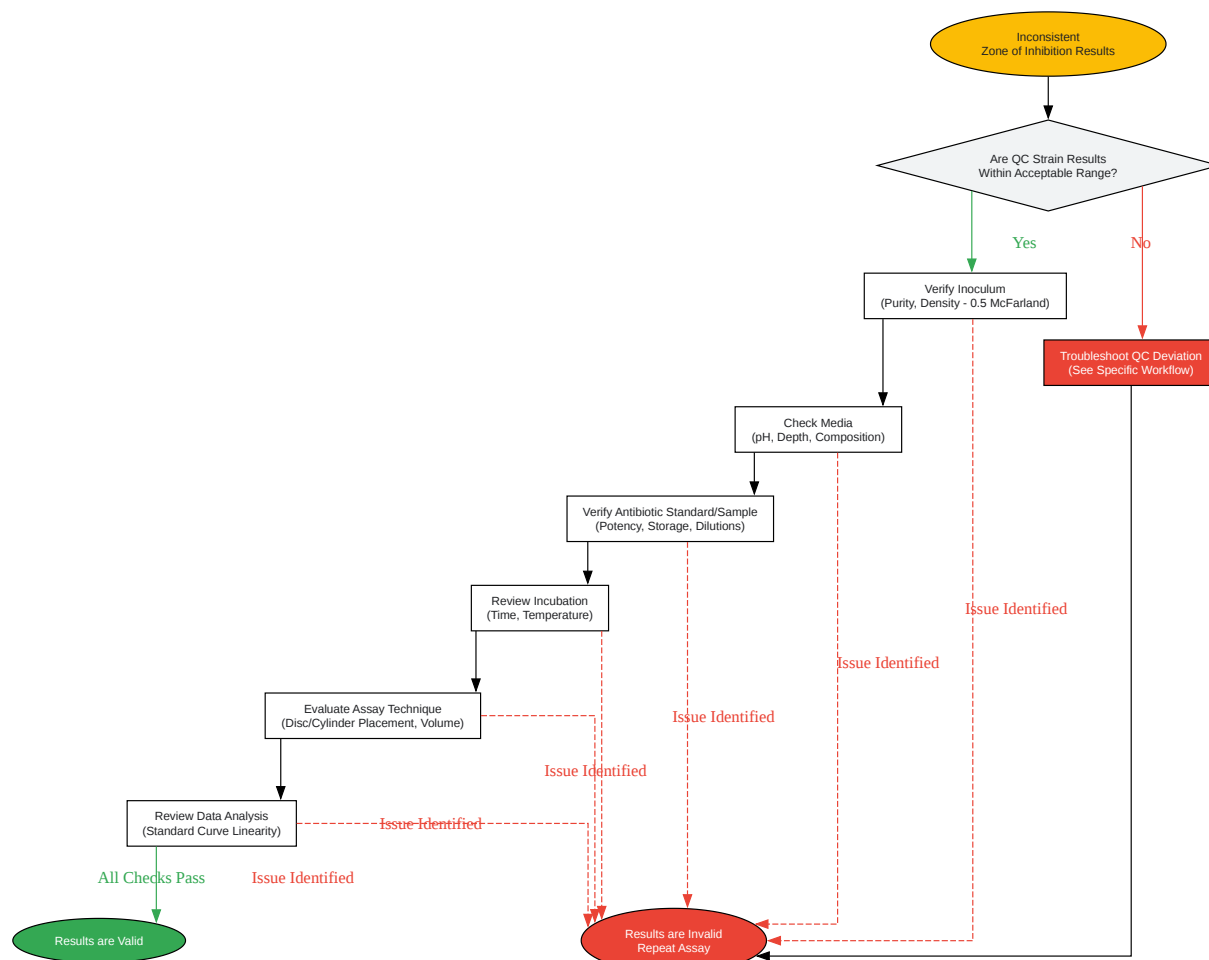 Inconsistent
Zone of Inhibition Results
Are QC Strain Results
Within Acceptable Range?
Yes
No
Verify Inoculum
(Purity, Density - 0.5 McFarland)
Troubleshoot QC Deviation
(See Specific Workflow)
Check Media
(pH, Depth, Composition)
Verify Antibiotic Standard/Sample
(Potency, Storage, Dilutions)
Review Incubation
(Time, Temperature)
Issue Identified
Issue Identified
Evaluate Assay Technique
(Disc/Cylinder Placement, Volume)
Issue Identified
Issue Identified
Review Data Analysis
(Standard Curve Linearity)
Issue Identified
All Checks Pass
Issue Identified
Results are Valid
Results are Invalid
Repeat Assay